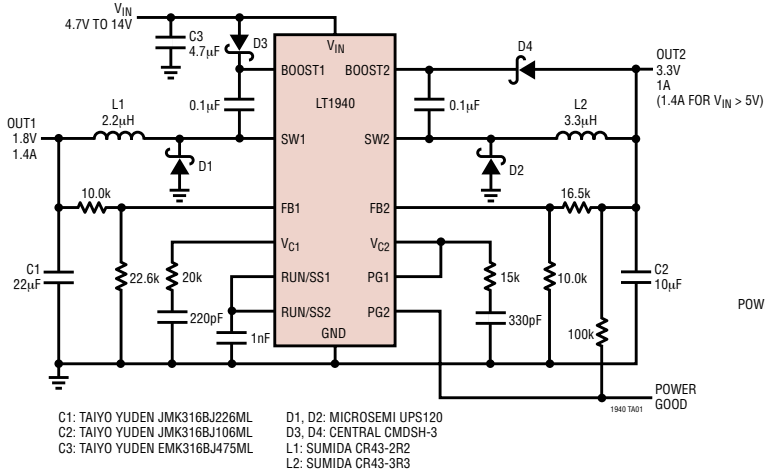 VIN
4.7V TO 14V
C3
4.7µF
D3
VIN
D4
OUT2
3.3V
1A
(1.4A FOR VIN > 5V)
BOOST1
BOOST2
LT1940
OUT1
1.8V
1.4A
L1
2.2µH
0.1µF
0.1µF
L2
3.3µH
SW1
SW2
D1
D2
10.0k
FB1
FB2
16.5k
VC1
VC2
C1
22µF
22.6k
20k
RUN/SS1
PG1
15k
10.0k
C2
10µF
220pF
RUN/SS2
PG2
330pF
100k
1nF
GND
POW
POWER
GOOD
1940 TA01
C1: TAIYO YUDEN JMK316BJ226ML
C2: TAIYO YUDEN JMK316BJ106ML
C3: TAIYO YUDEN EMK316BJ475ML
D1, D2: MICROSEMI UPS120
D3, D4: CENTRAL CMDSH-3
L1: SUMIDA CR43-2R2
L2: SUMIDA CR43-3R3